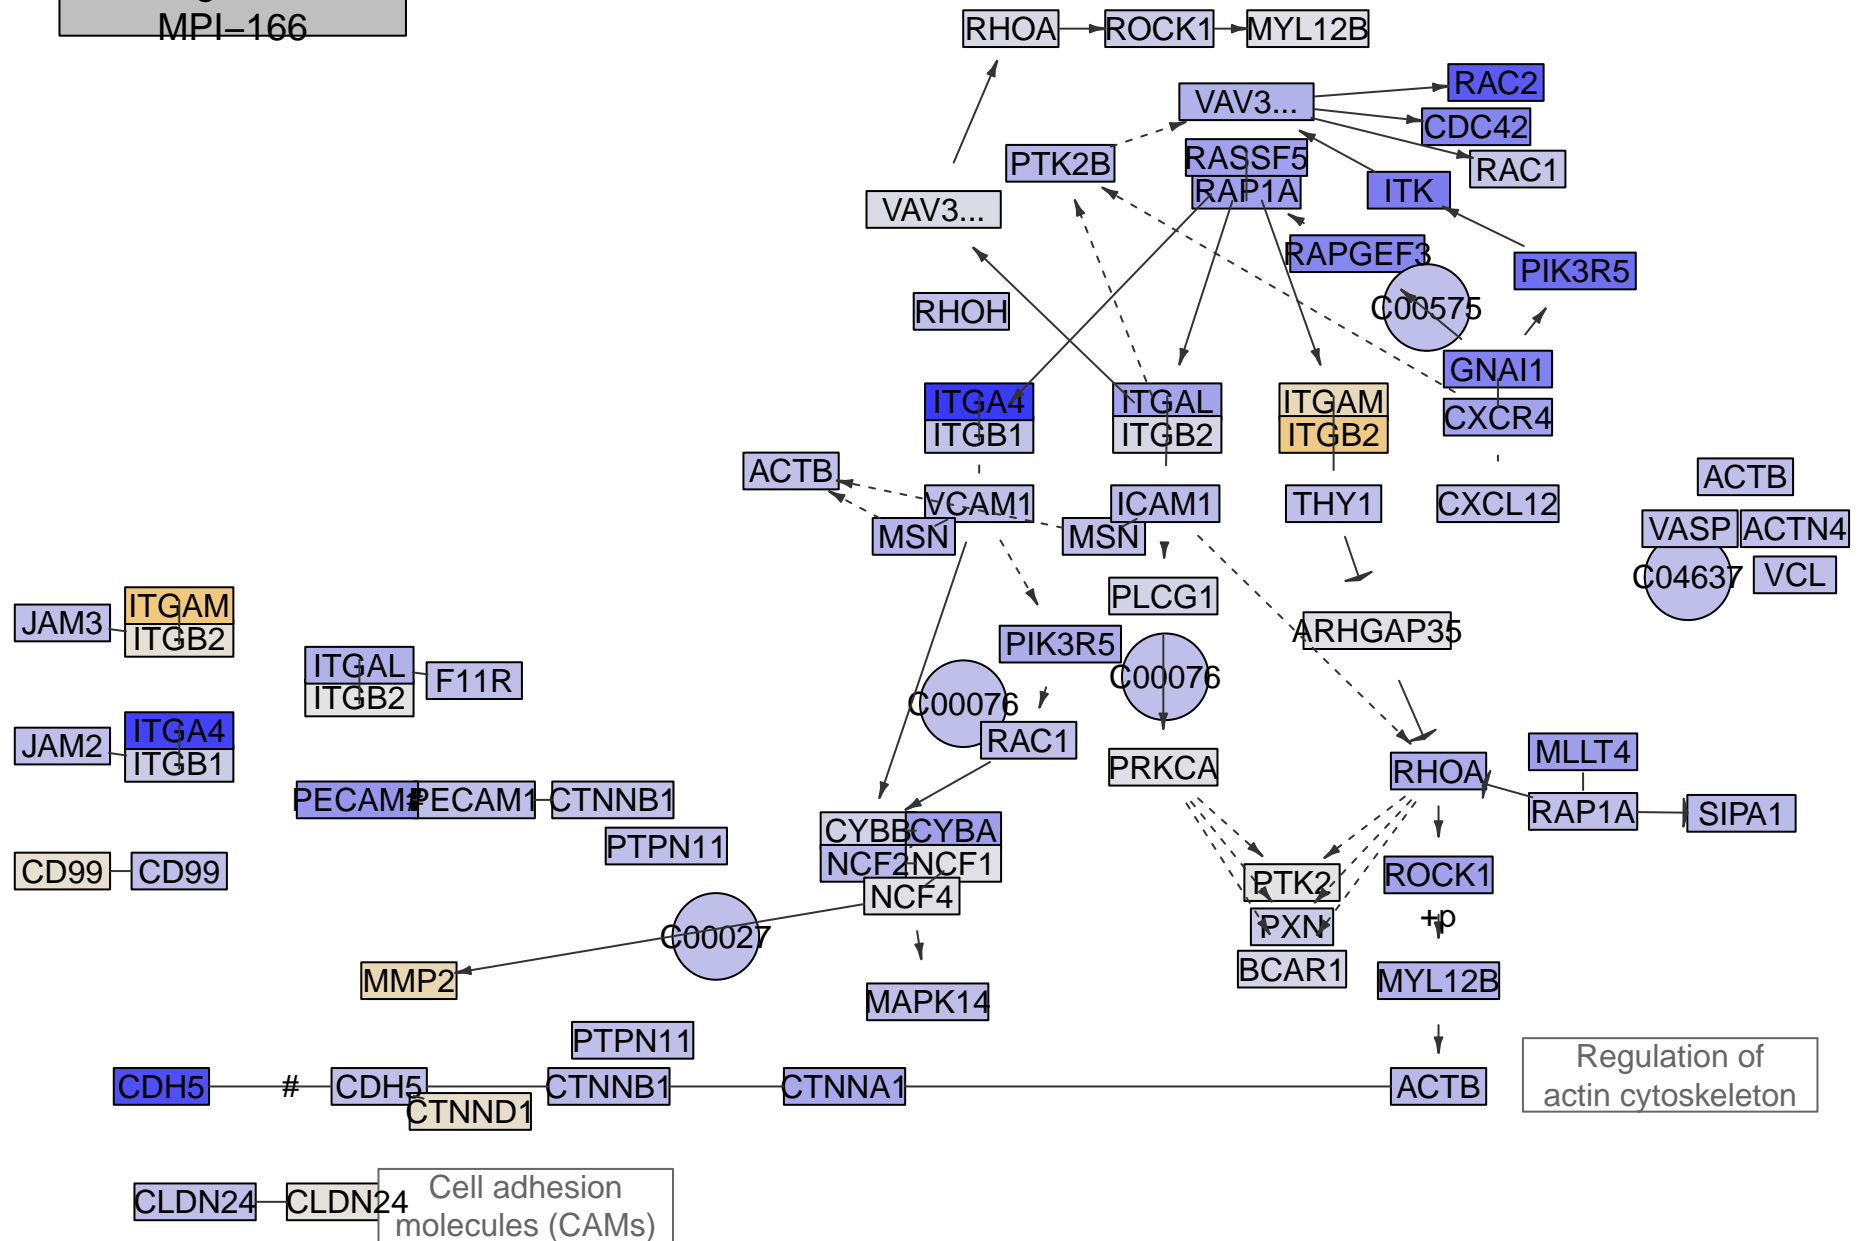 MPI−166
RHOA
ROCK1
MYL12B
VAV3...
RAC2
CDC42
RAC1
PTK2B
RASSF5
RAP1A
ITK
VAV3...
RAPGEF3
PIK3R5
C00575
RHOH
GNAI1
CXCR4
ITGA4
ITGB1
ITGAL
ITGB2
ITGAM
ITGB2
ACTB
VCAM1
MSN
ICAM1
MSN
THY1
CXCL12
ACTB
VASP
ACTN4
C04637
VCL
PLCG1
ARHGAP35
JAM3
ITGAM
ITGB2
ITGAL
ITGB2
F11R
PIK3R5
C00076
C00076
RAC1
JAM2
ITGA4
ITGB1
PRKCA
RHOA
MLLT4
RAP1A
SIPA1
PECAM1
#
PECAM1
CTNNB1
PTPN11
CYBB
CYBA
NCF2
NCF1
NCF4
CD99
CD99
PTK2
PXN
BCAR1
ROCK1
+p
C00027
MMP2
MAPK14
MYL12B
PTPN11
CDH5
#
CDH5
CTNND1
CTNNB1
CTNNA1
ACTB
Regulation of
actin cytoskeleton
CLDN24
CLDN24
Cell adhesion
molecules (CAMs)